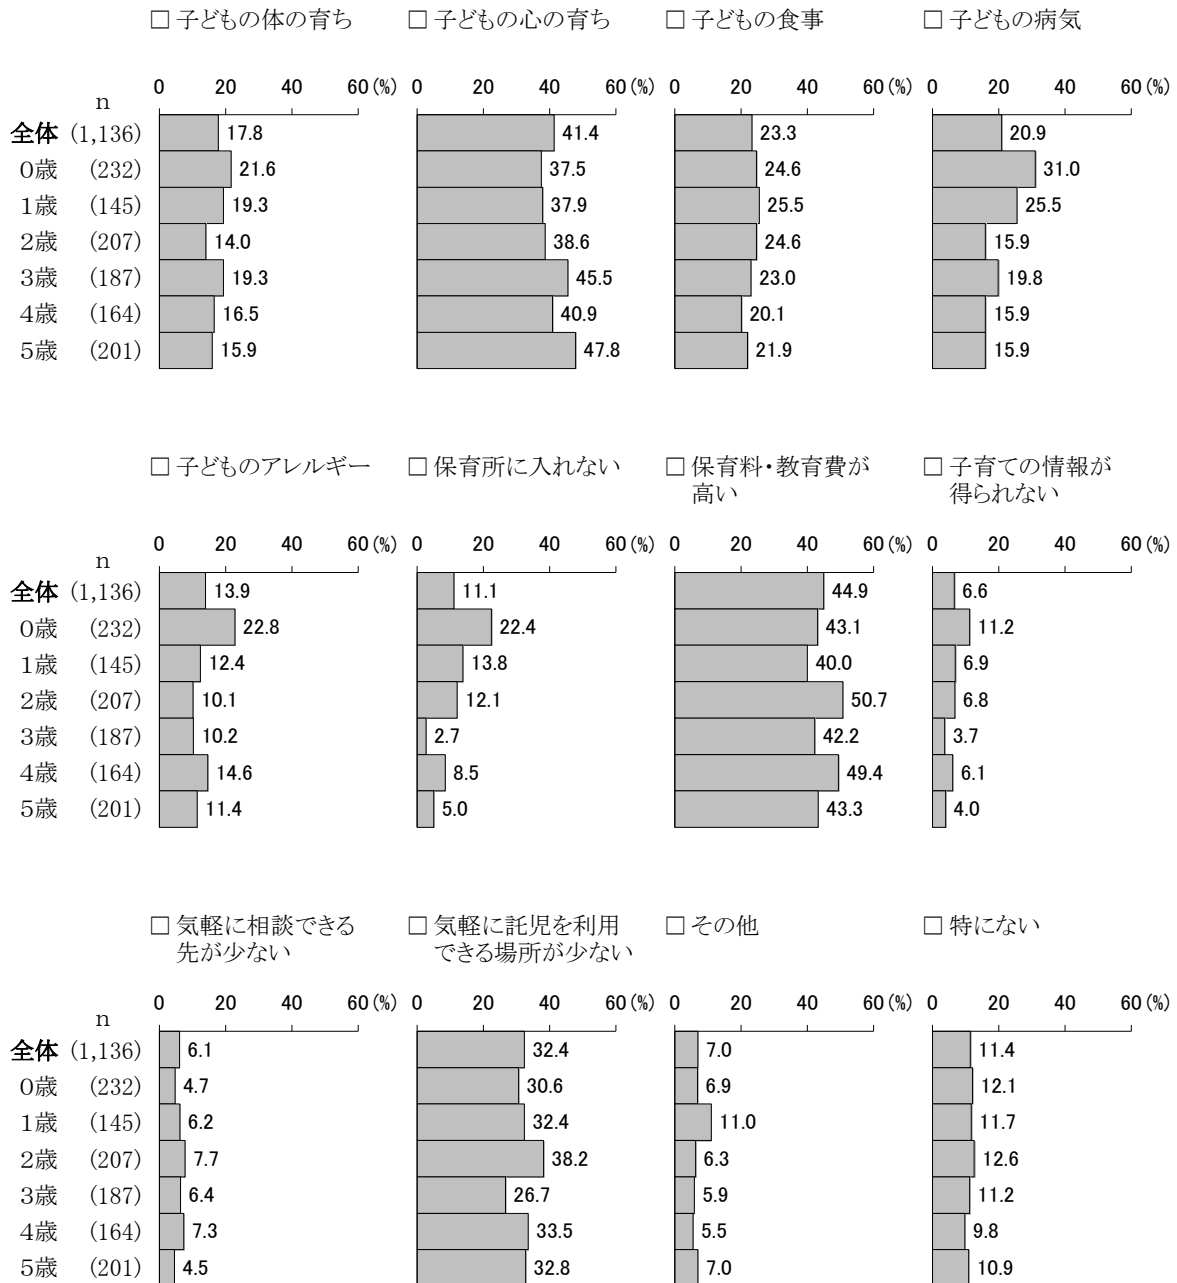 □ 子どもの体の育ち □ 子どもの心の育ち □ 子どもの食事 □ 子どもの病気
0 20 40 60(%) 0 20 40 60(%) 0 20 40 60(%) 0 20 40 60(%)
n
全体 (1,136) 17.8 41.4 23.3 20.9
0歳 (232) 21.6 37.5 24.6 31.0
1歳 (145) 19.3 37.9 25.5 25.5
2歳 (207) 14.0 38.6 24.6 15.9
3歳 (187) 19.3 45.5 23.0 19.8
4歳 (164) 16.5 40.9 20.1 15.9
5歳 (201) 15.9 47.8 21.9 15.9
□ 子どものアレルギー □ 保育所に入れない □ 保育料・教育費が □ 子育ての情報が
高い 得られない
0 20 40 60(%) 0 20 40 60(%) 0 20 40 60(%) 0 20 40 60(%)
n
全体 (1,136) 13.9 11.1 44.9 6.6
0歳 (232) 22.8 22.4 43.1 11.2
1歳 (145) 12.4 13.8 40.0 6.9
2歳 (207) 10.1 12.1 50.7 6.8
3歳 (187) 10.2 2.7 42.2 3.7
4歳 (164) 14.6 8.5 49.4 6.1
5歳 (201) 11.4 5.0 43.3 4.0
□ 気軽に相談できる □ 気軽に託児を利用 □ その他 □ 特にない
先が少ない できる場所が少ない
0 20 40 60(%) 0 20 40 60(%) 0 20 40 60(%) 0 20 40 60(%)
n
全体 (1,136) 6.1 32.4 7.0 11.4
0歳 (232) 4.7 30.6 6.9 12.1
1歳 (145) 6.2 32.4 11.0 11.7
2歳 (207) 7.7 38.2 6.3 12.6
3歳 (187) 6.4 26.7 5.9 11.2
4歳 (164) 7.3 33.5 5.5 9.8
5歳 (201) 4.5 32.8 7.0 10.9